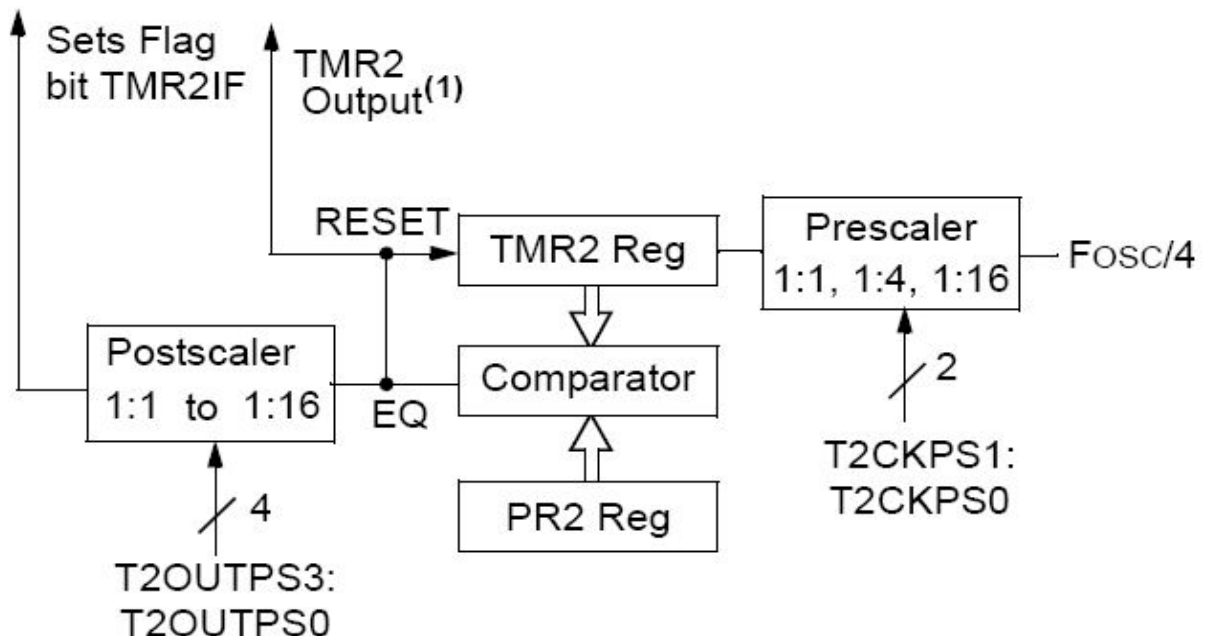 Sets Flag
bit TMR2IF
TMR2
Output(1)
RESET
TMR2 Reg
Prescaler
1:1, 1:4, 1:16
FOSC/4
Postscaler
1:1 to 1:16
EQ
Comparator
2
T2CKPS1:
T2CKPS0
PR2 Reg
4
T2OUTPS3:
T2OUTPS0